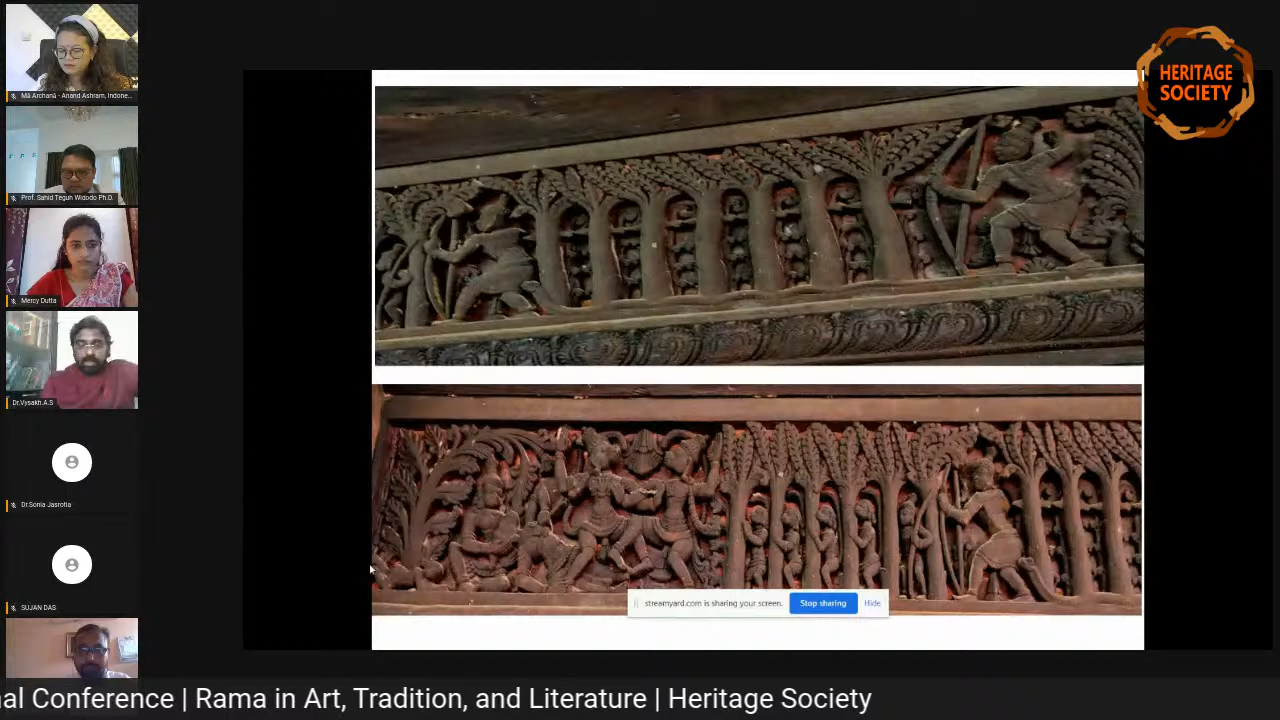 Mā Archanā - Anand Ashram, Indone...
Prof. Sahid Teguh Widodo Ph.D.
Mercy Dutta
Dr.Vysakh.A.S
Dr.Sonia Jasrotia
SUJAN DAS
HERITAGE
SOCIETY
streamyard.com is sharing your screen.
Stop sharing
Hide
al Conference | Rama in Art, Tradition, and Literature | Heritage Society